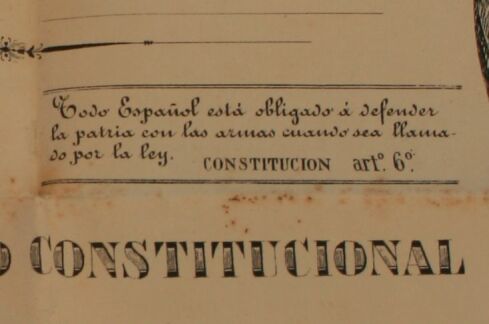 Todo Español está obligado á defender
la patria con las armas cuando sea llama-
do por la ley. CONSTITUCION artº. 6º.
O CONSTITUCIONAL